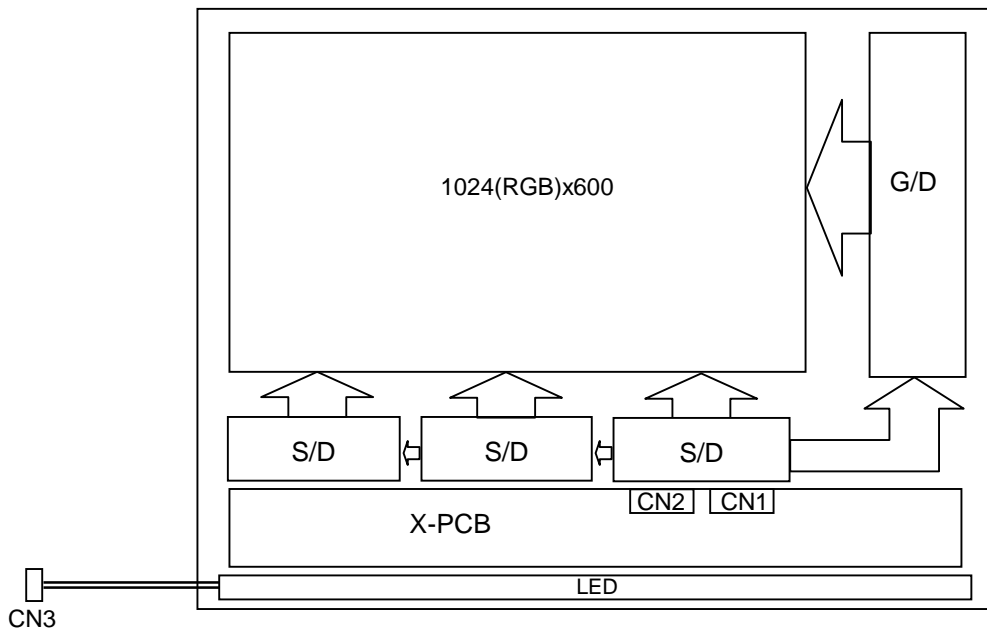 1024(RGB)x600
G/D
S/D
S/D
S/D
CN2
CN1
X-PCB
LED
CN3